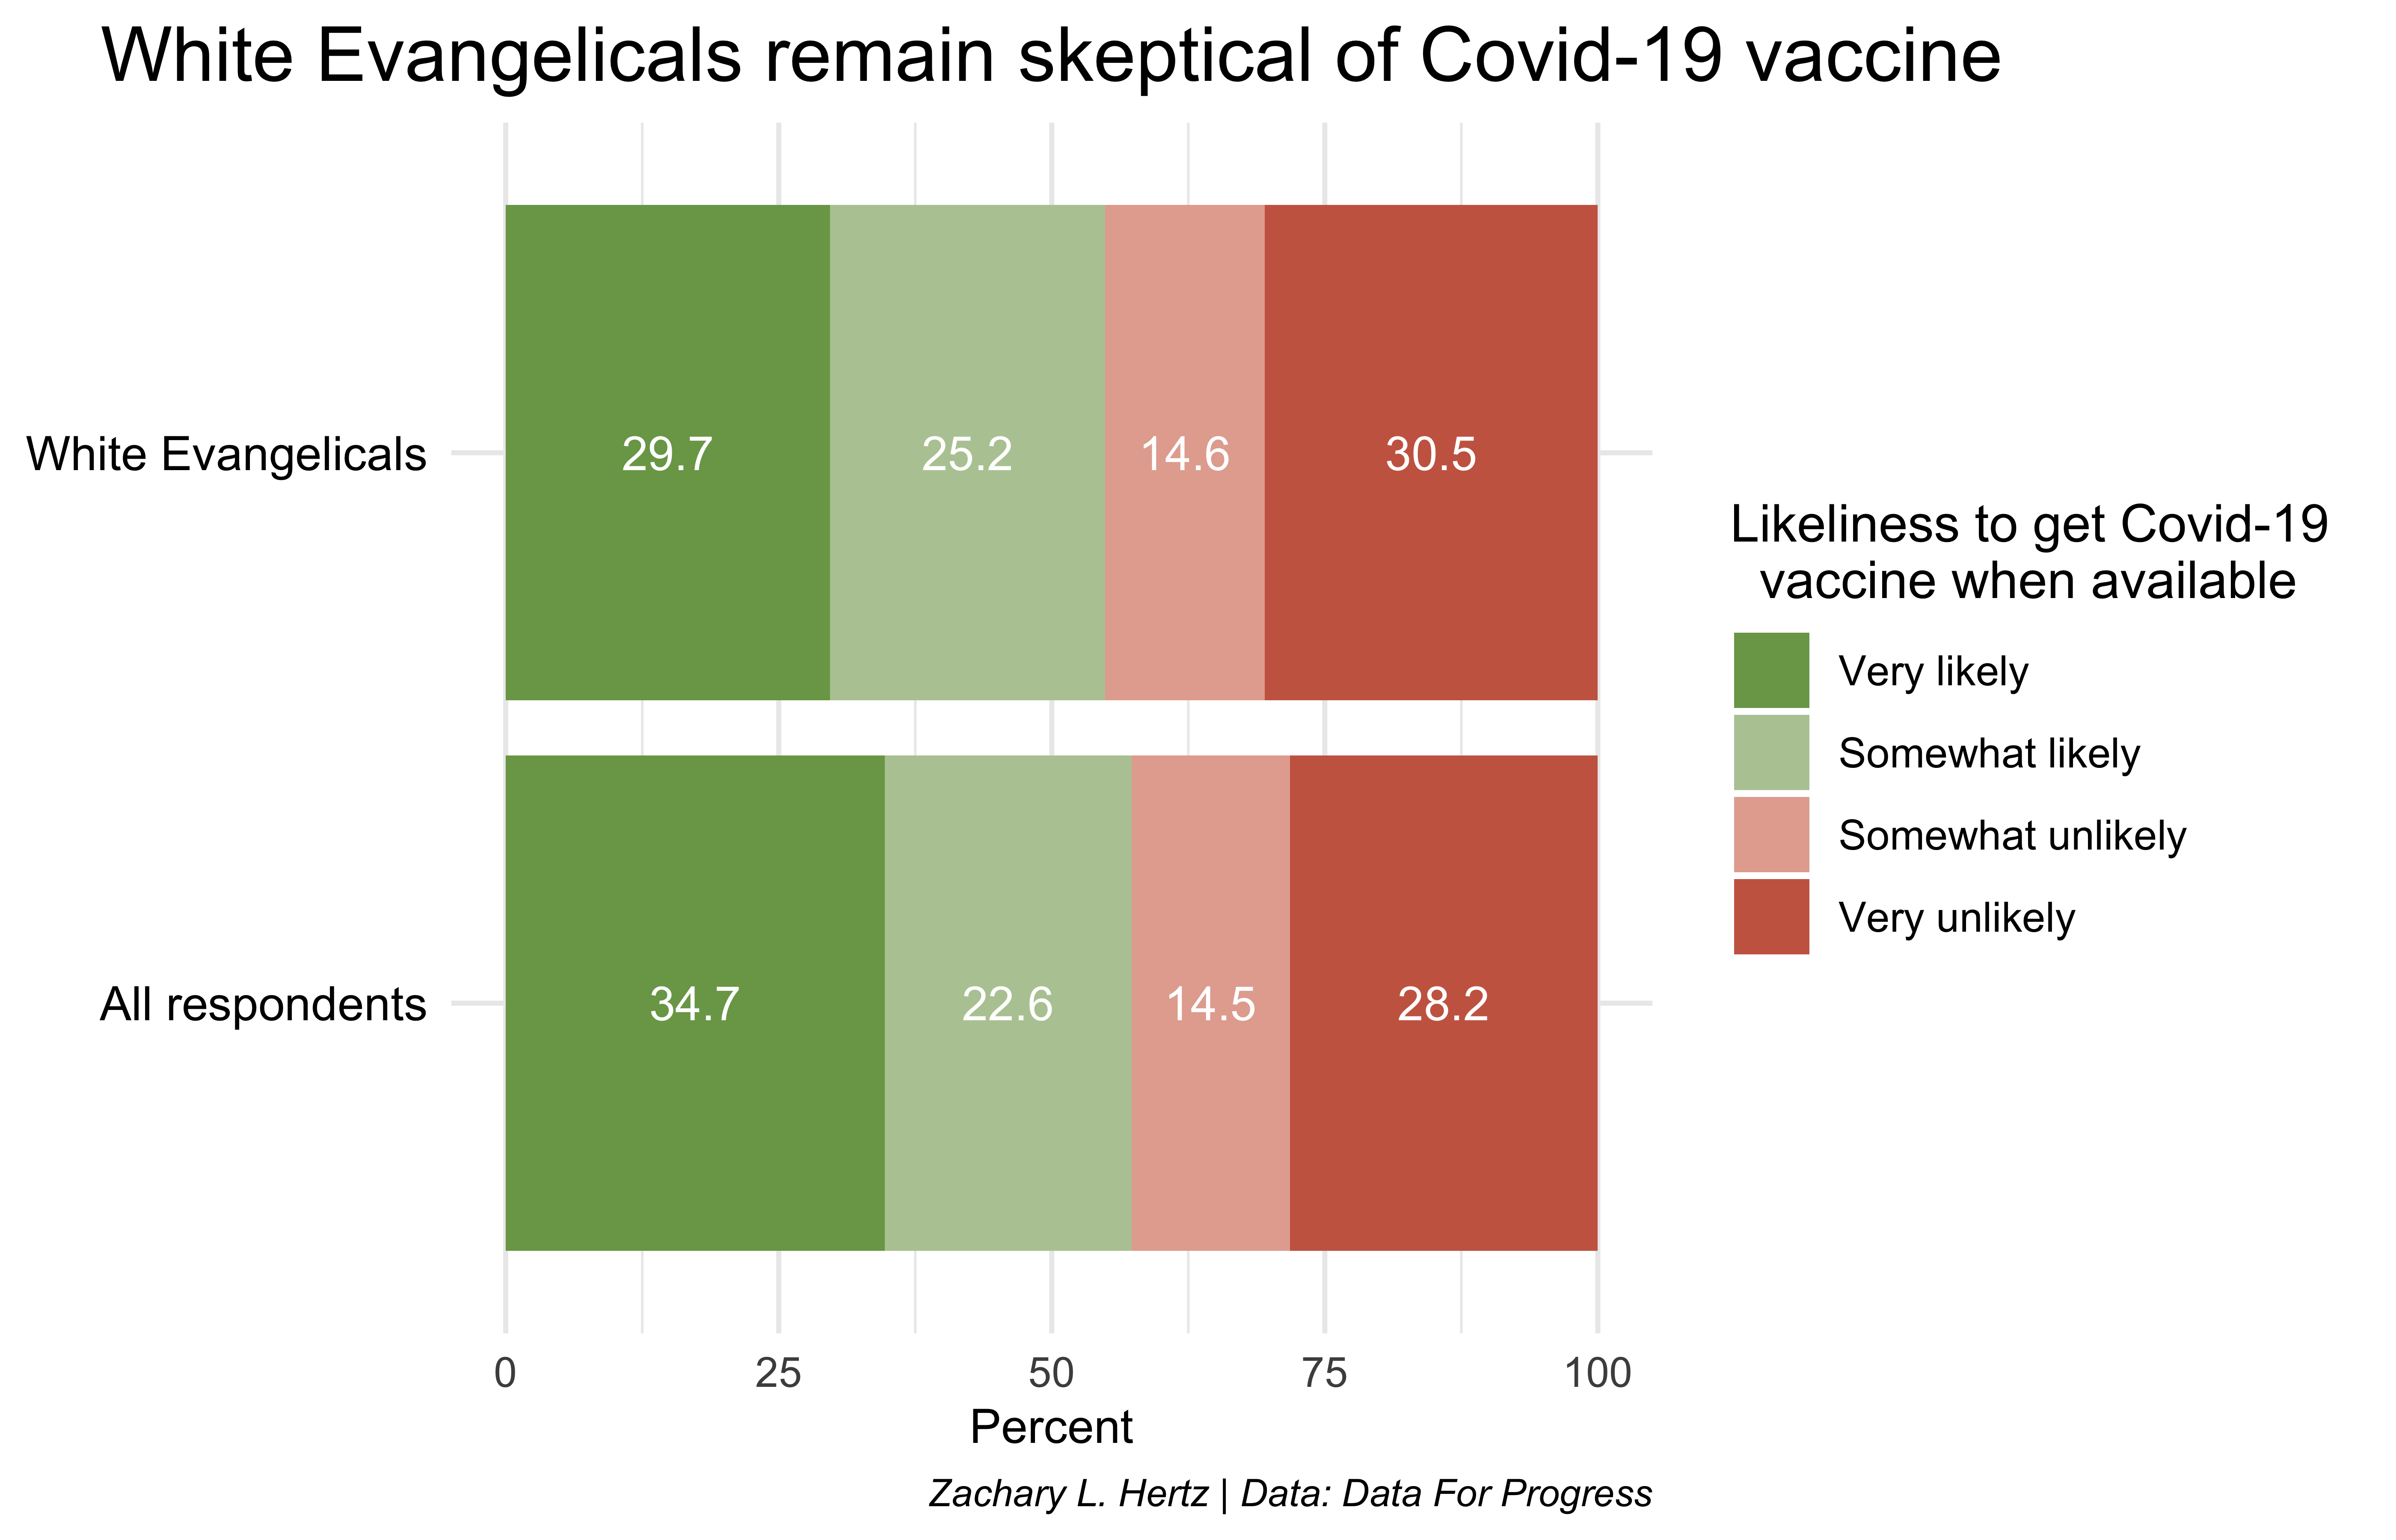 White Evangelicals remain skeptical of Covid-19 vaccine
White Evangelicals
29.7
25.2
14.6
30.5
All respondents
34.7
22.6
14.5
28.2
0
25
50
75
100
Percent
Likeliness to get Covid-19
vaccine when available
Very likely
Somewhat likely
Somewhat unlikely
Very unlikely
Zachary L. Hertz | Data: Data For Progress